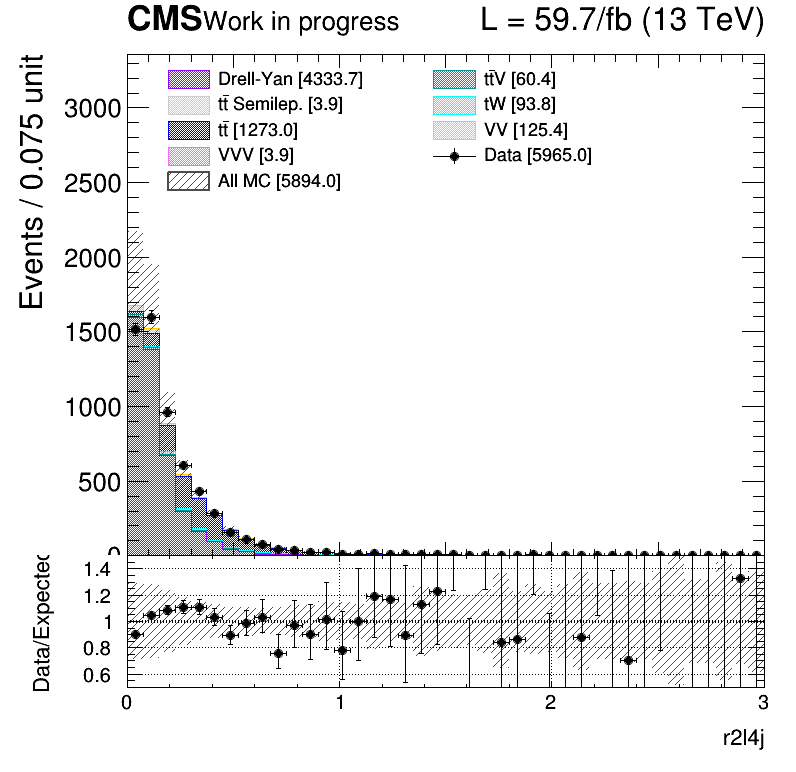 CMS Work in progress L = 59.7/fb (13 TeV)
Drell-Yan [4333.7] tt̄V [60.4]
tt̄ Semilep. [3.9] tW [93.8]
tt̄ [1273.0] VV [125.4]
VVV [3.9] Data [5965.0]
All MC [5894.0]
Events / 0.075 unit
3000
2500
2000
1500
1000
500
0
Data/Expected
1.4
1.2
1
0.8
0.6
0 1 2 3
r2l4j